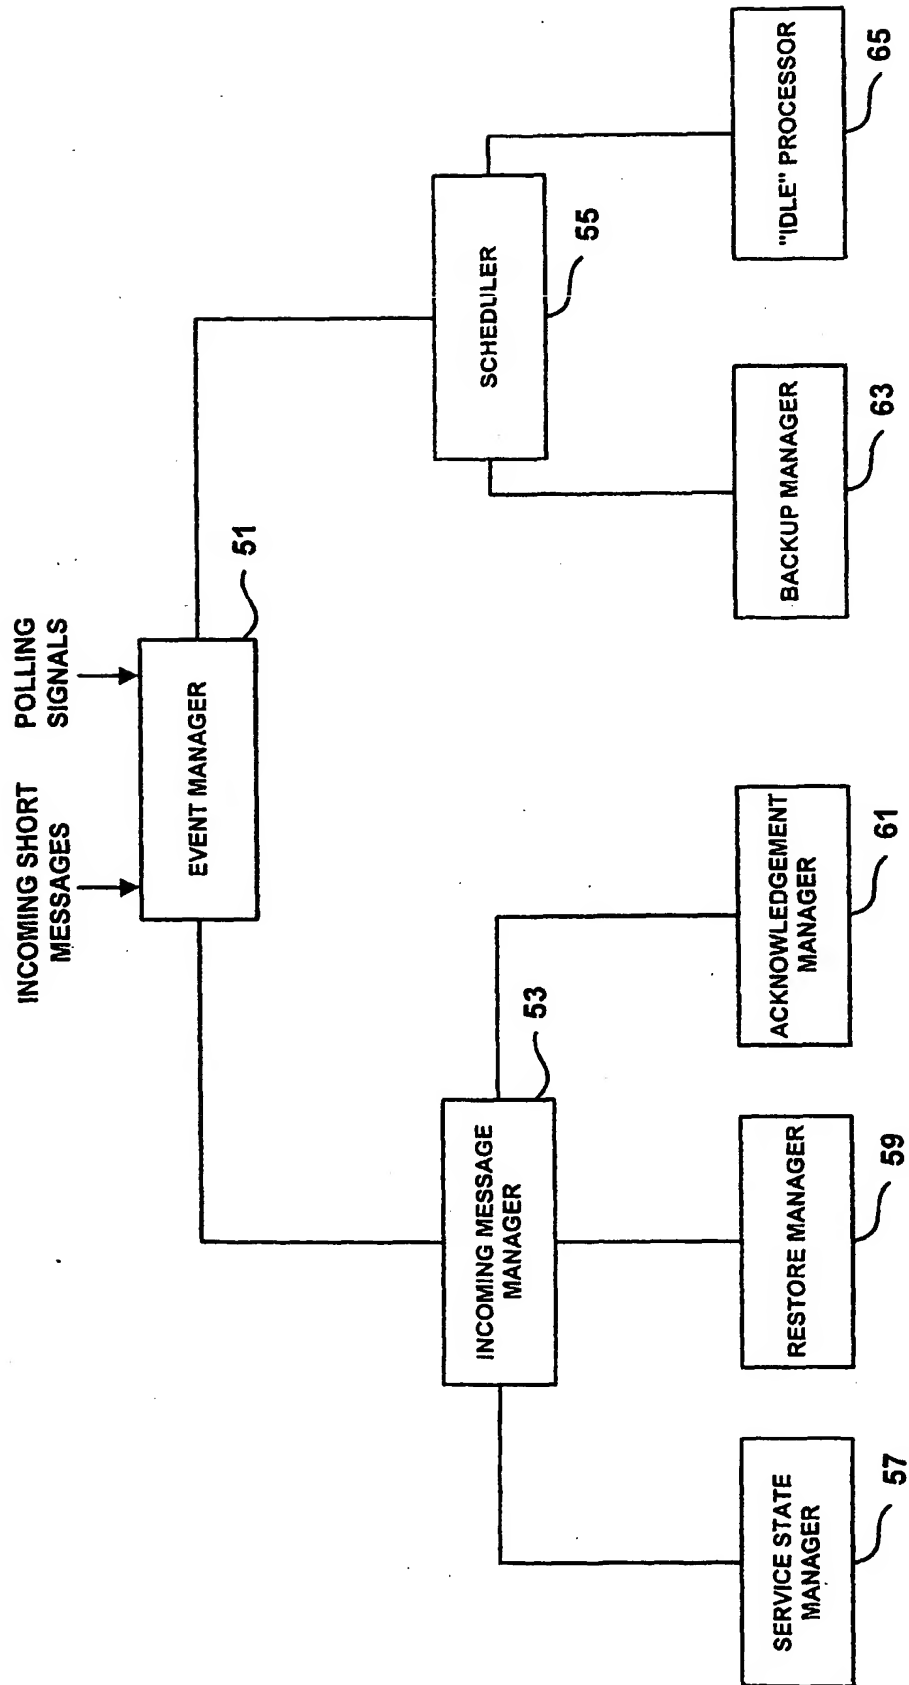 INCOMING SHORT
MESSAGES
POLLING
SIGNALS
EVENT MANAGER
51
INCOMING MESSAGE
MANAGER
53
SCHEDULER
55
SERVICE STATE
MANAGER
57
RESTORE MANAGER
59
ACKNOWLEDGEMENT
MANAGER
61
BACKUP MANAGER
63
"IDLE" PROCESSOR
65